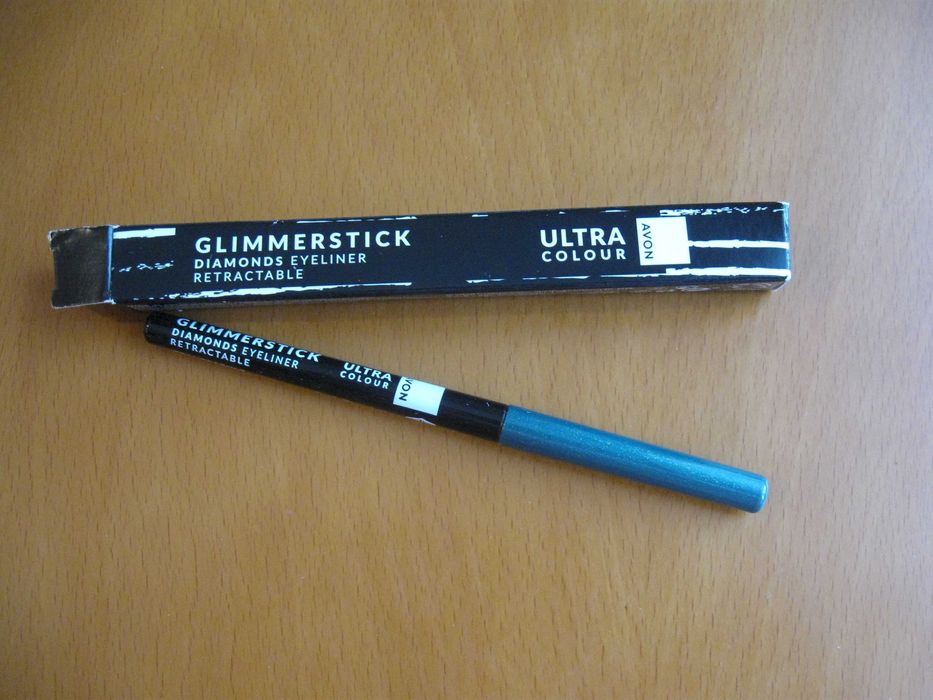 GLIMMERSTICK
DIAMONDS EYELINER
RETRACTABLE
ULTRA
COLOUR
AVON
GLIMMERSTICK
DIAMONDS EYELINER
RETRACTABLE
ULTRA
COLOUR
AVON